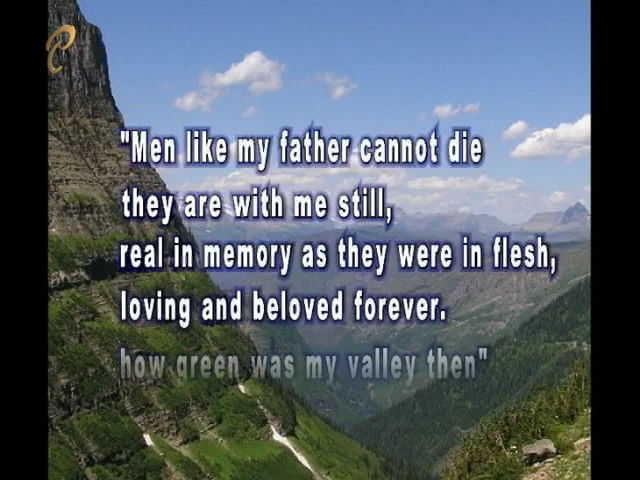 "Men like my father cannot die
they are with me still,
real in memory as they were in flesh,
loving and beloved forever.
how green was my valley then"